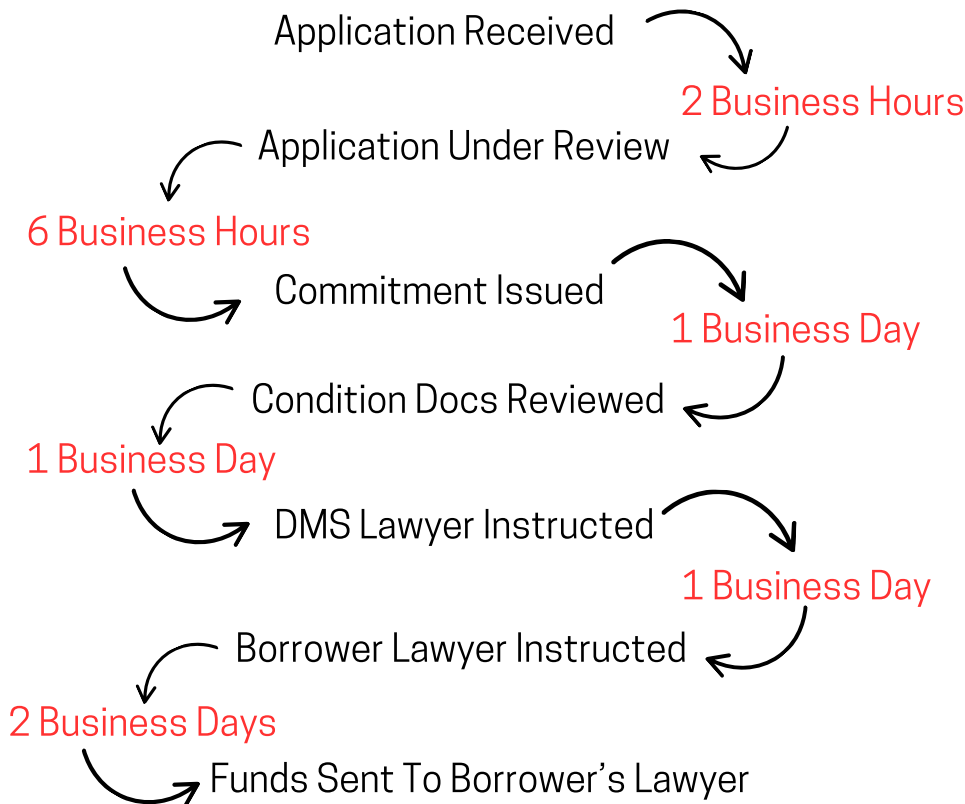 Application Received
2 Business Hours
Application Under Review
6 Business Hours
Commitment Issued
1 Business Day
Condition Docs Reviewed
1 Business Day
DMS Lawyer Instructed
1 Business Day
Borrower Lawyer Instructed
2 Business Days
Funds Sent To Borrower’s Lawyer